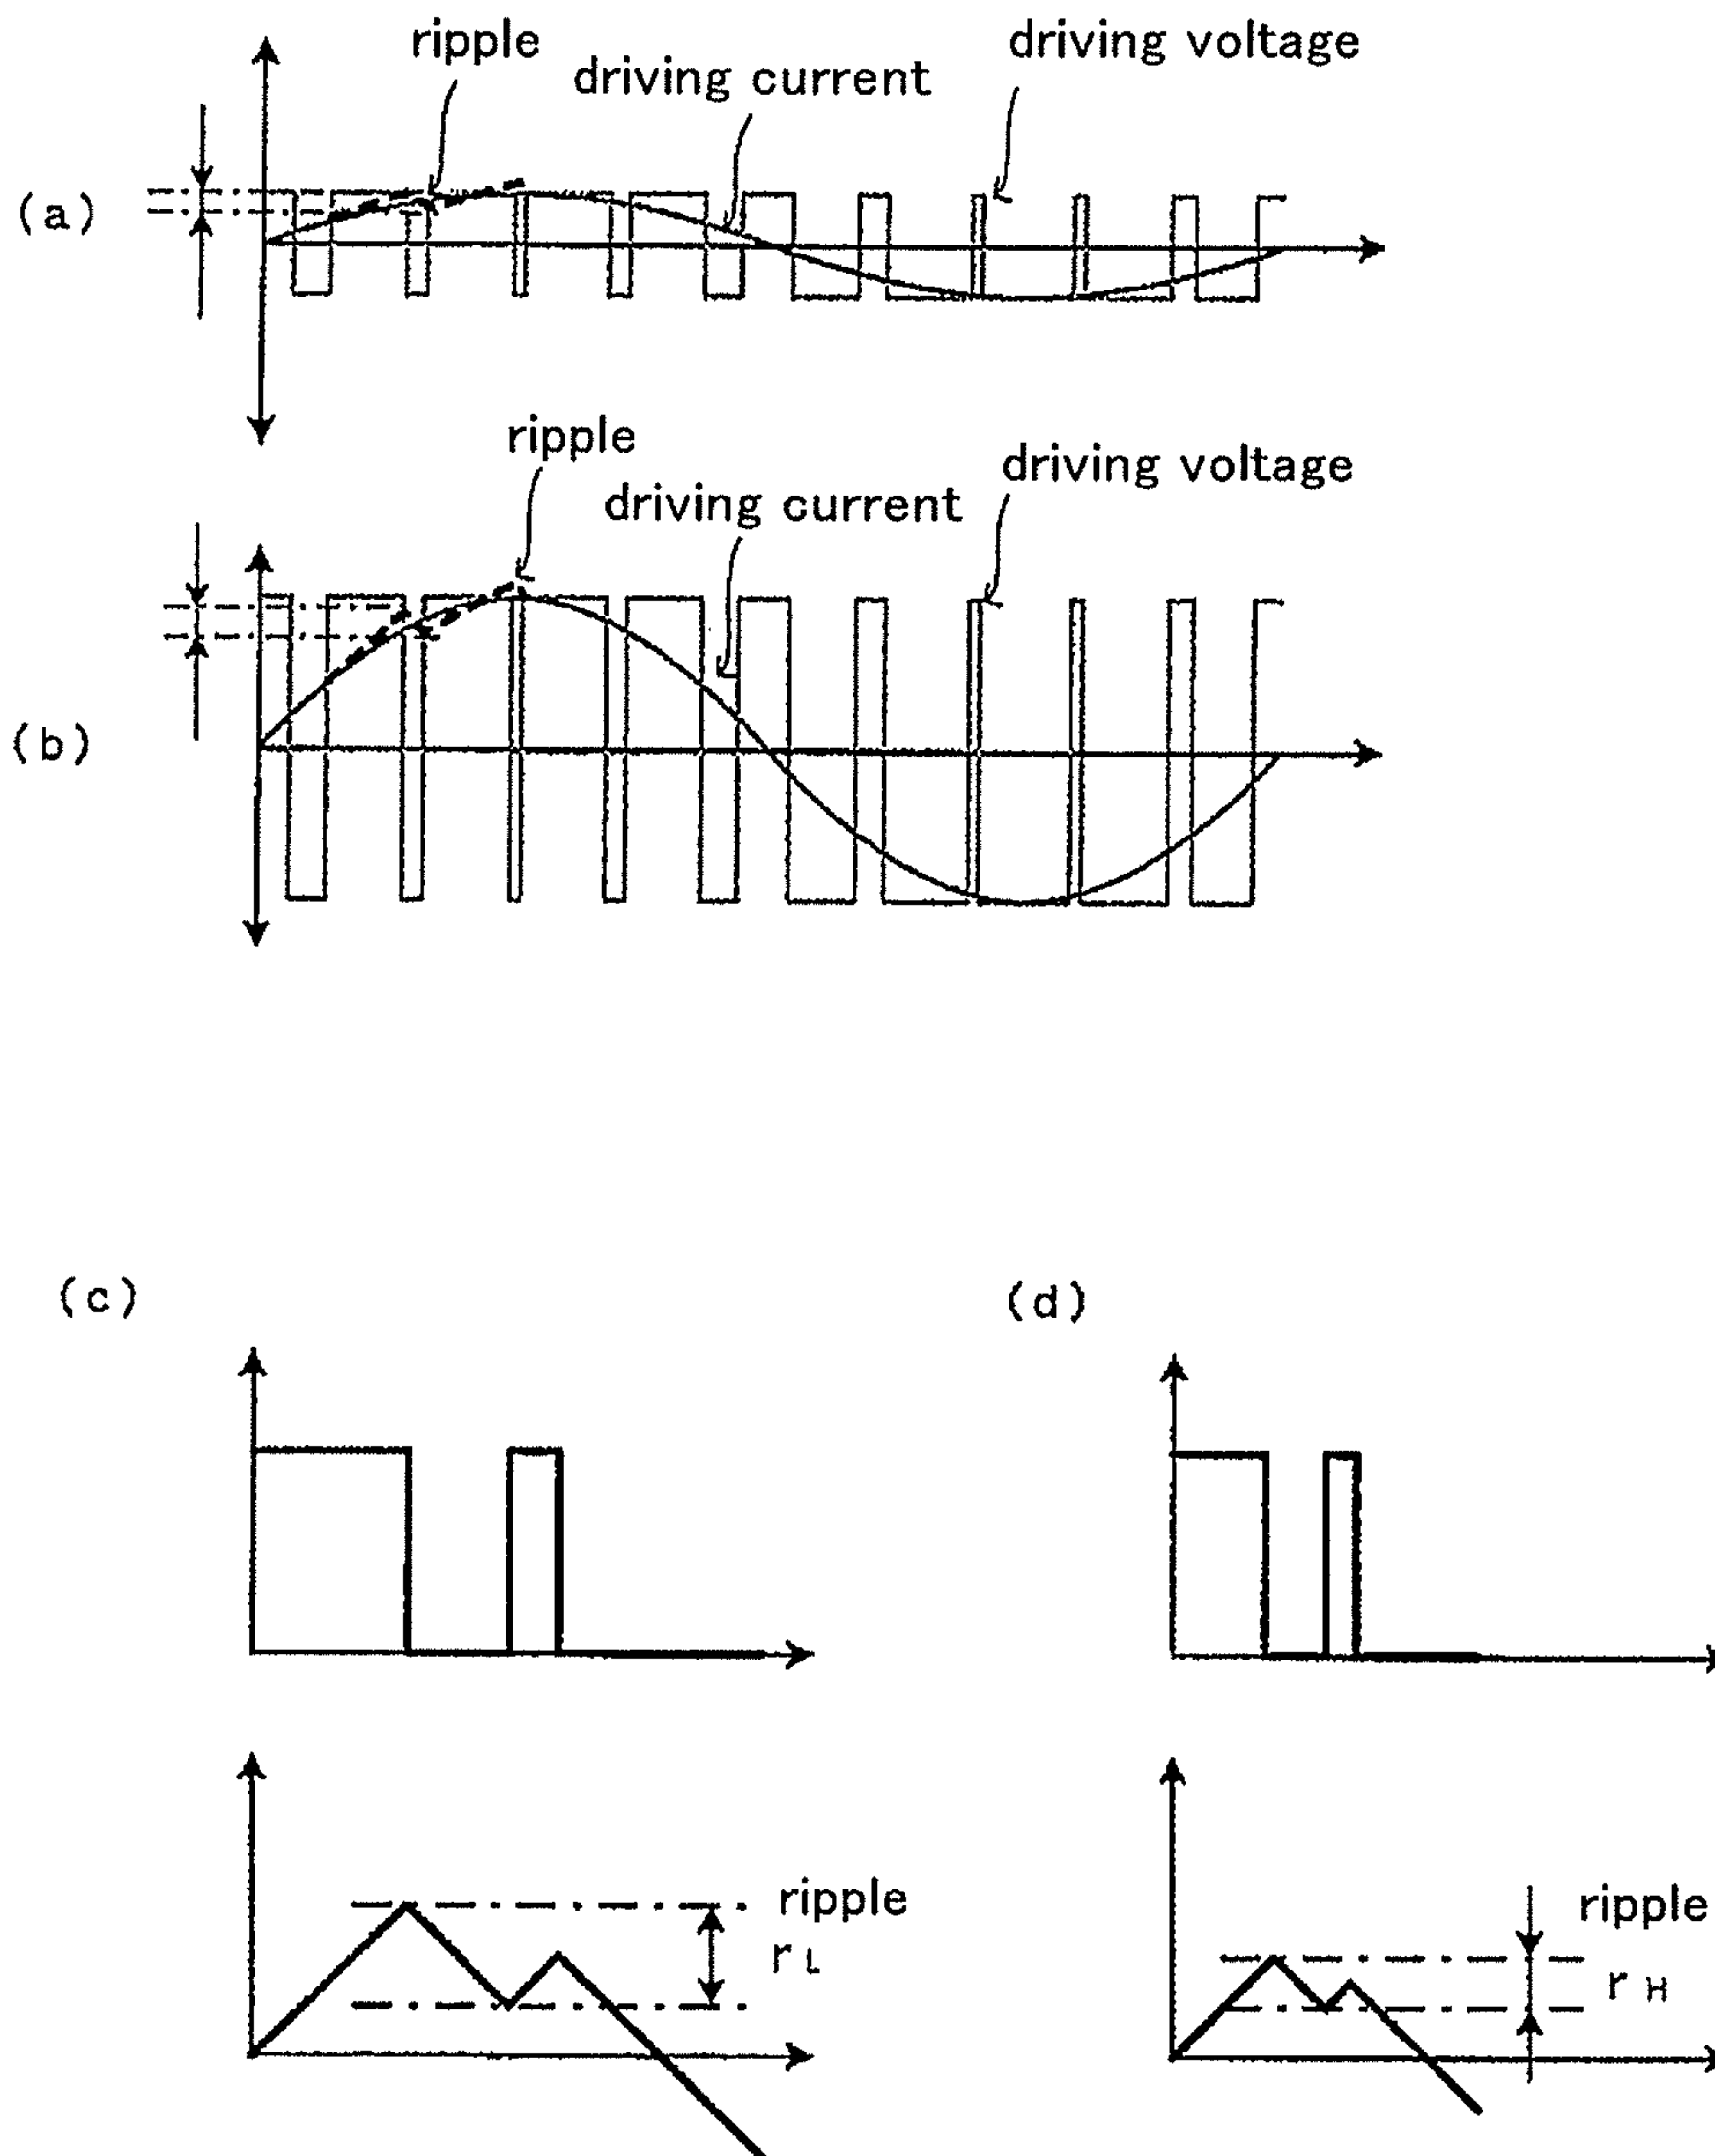 ripple
driving current
driving voltage
(a)
ripple
driving current
driving voltage
(b)
(c)
(d)
ripple
rL
ripple
rH